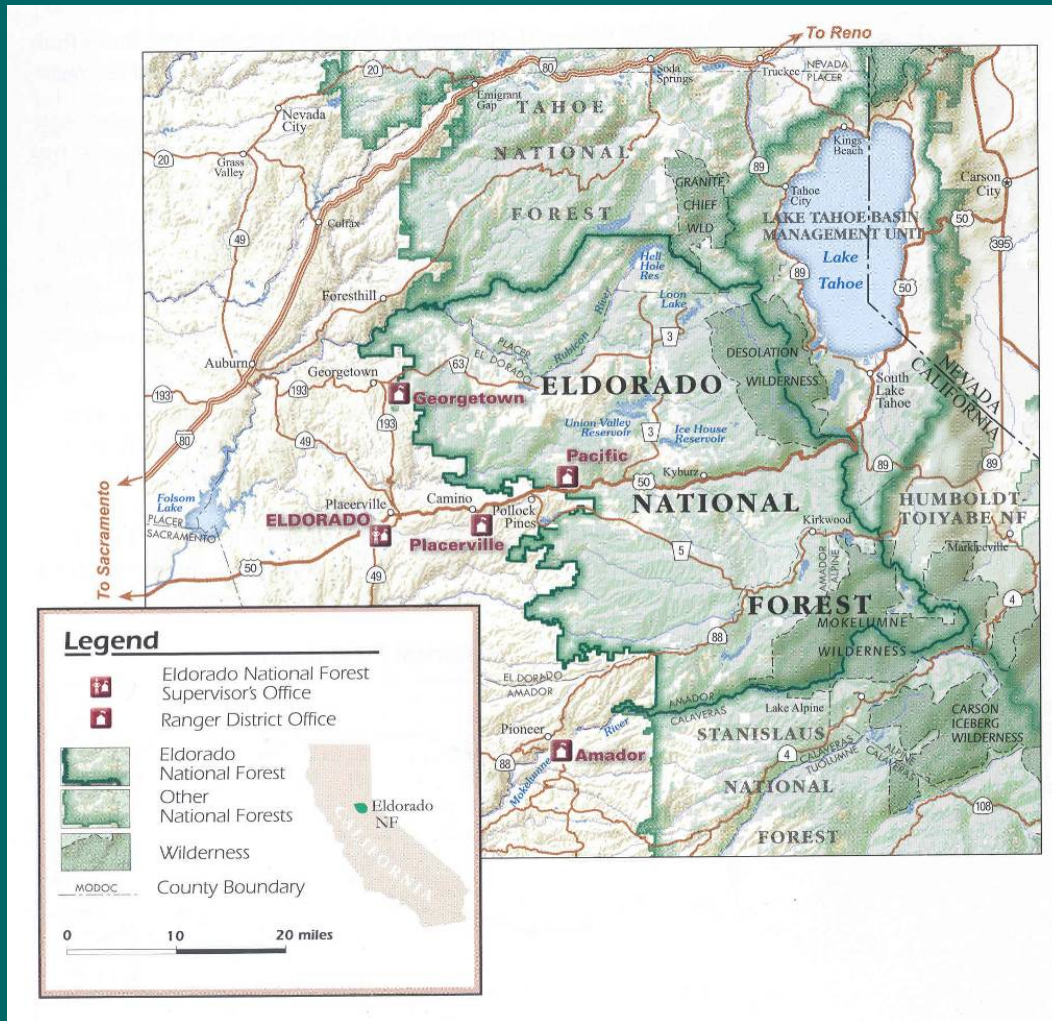 To Reno
20
80
Soda
Springs
Truckee
NEVADA
PLACER
Emigrant
Gap
Nevada
City
TAHOE
NATIONAL
FOREST
Kings
Beach
20
Grass
Valley
89
GRANITE
CHIEF
WLD
Tahoe
City
Carson
City
Colfax
49
LAKE TAHOE BASIN
MANAGEMENT UNIT
50
395
Lake
Tahoe
Hell
Hole
Res
89
50
Foresthill
Rubicon River
Loon
Lake
3
Auburn
PLACER
EL DORADO
63
DESOLATION
WILDERNESS
NEVADA
CALIFORNIA
Georgetown
193
193
ELDORADO
South
Lake
Tahoe
Georgetown
193
80
49
Union Valley
Reservoir
3
Ice House
Reservoir
89
89
Pacific
Kyburz
50
Folsom
Lake
PLACER
SACRAMENTO
Placerville
Camino
Pollock
Pines
NATIONAL
HUMBOLDT-
TOIYABE NF
ELDORADO
Placerville
Kirkwood
Markleeville
To Sacramento
50
49
5
AMADOR
ALPINE
4
FOREST
MOKELUMNE
WILDERNESS
88
EL DORADO
AMADOR
AMADOR
CALAVERAS
Lake Alpine
CARSON
ICEBERG
WILDERNESS
Pioneer
Amador
88
Mokelumne River
STANISLAUS
4
CALAVERAS
TUOLUMNE
ALPINE
CALAVERAS
NATIONAL
108
FOREST
Legend
Eldorado National Forest
Supervisor's Office
Ranger District Office
Eldorado
National Forest
Other
National Forests
Wilderness
MODOC
County Boundary
CALIFORNIA
Eldorado
NF
0 10 20 miles